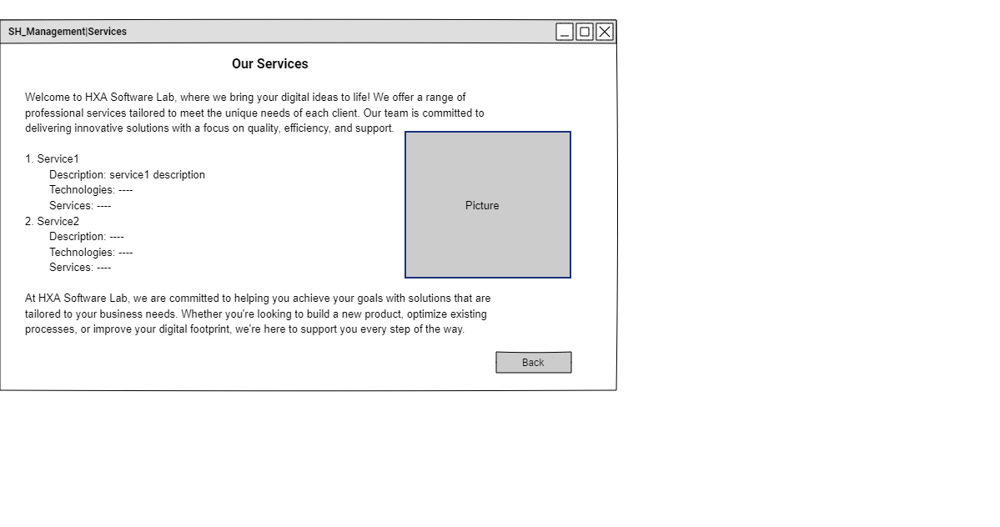 SH_Management|Services
Our Services
Welcome to HXA Software Lab, where we bring your digital ideas to life! We offer a range of
professional services tailored to meet the unique needs of each client. Our team is committed to
delivering innovative solutions with a focus on quality, efficiency, and support.
1. Service1
Description: service1 description
Technologies: ----
Services: ----
2. Service2
Description: ----
Technologies: ----
Services: ----
Picture
At HXA Software Lab, we are committed to helping you achieve your goals with solutions that are
tailored to your business needs. Whether you're looking to build a new product, optimize existing
processes, or improve your digital footprint, we're here to support you every step of the way.
Back